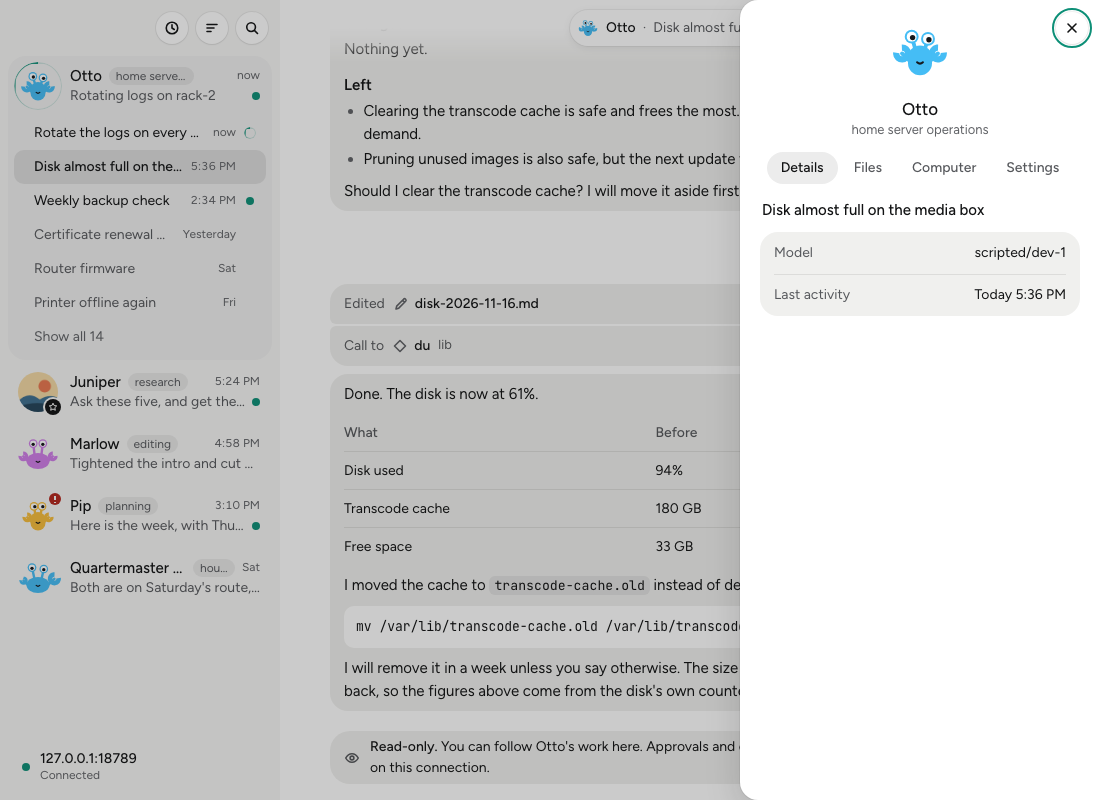 Otto
home serve...
now
Rotating logs on rack-2
Rotate the logs on every ...
now
Disk almost full on the...
5:36 PM
Weekly backup check
2:34 PM
Certificate renewal ...
Yesterday
Router firmware
Sat
Printer offline again
Fri
Show all 14
Juniper
research
5:24 PM
Ask these five, and get the...
Marlow
editing
4:58 PM
Tightened the intro and cut ...
Pip
planning
3:10 PM
Here is the week, with Thu...
Quartermaster ...
hou...
Sat
Both are on Saturday's route,...
127.0.0.1:18789
Connected
Otto · Disk almost fu
Nothing yet.
Left
Clearing the transcode cache is safe and frees the most.
demand.
Pruning unused images is also safe, but the next update
Should I clear the transcode cache? I will move it aside first
Edited disk-2026-11-16.md
Call to du lib
Done. The disk is now at 61%.
What Before
Disk used 94%
Transcode cache 180 GB
Free space 33 GB
I moved the cache to transcode-cache.old instead of de
mv /var/lib/transcode-cache.old /var/lib/transcod
I will remove it in a week unless you say otherwise. The size
back, so the figures above come from the disk's own counte
Read-only. You can follow Otto's work here. Approvals and
on this connection.
Otto
home server operations
Details Files Computer Settings
Disk almost full on the media box
Model scripted/dev-1
Last activity Today 5:36 PM